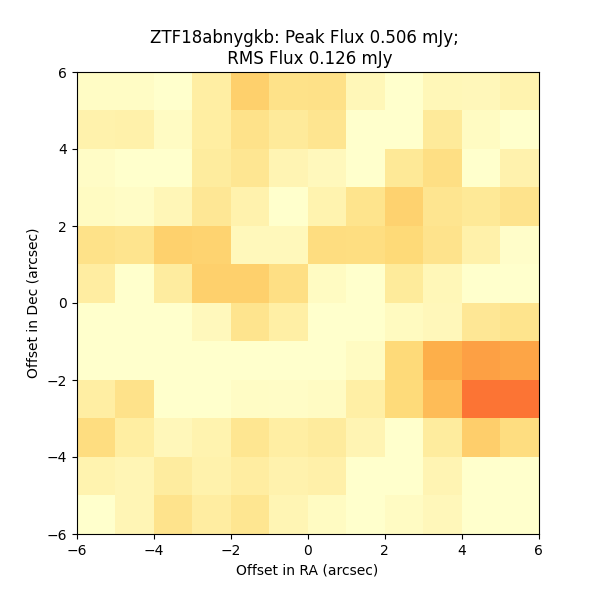 ZTF18abnygkb: Peak Flux 0.506 mJy;
RMS Flux 0.126 mJy
6
4
2
0
−2
−4
−6
Offset in Dec (arcsec)
−6 −4 −2 0 2 4 6
Offset in RA (arcsec)